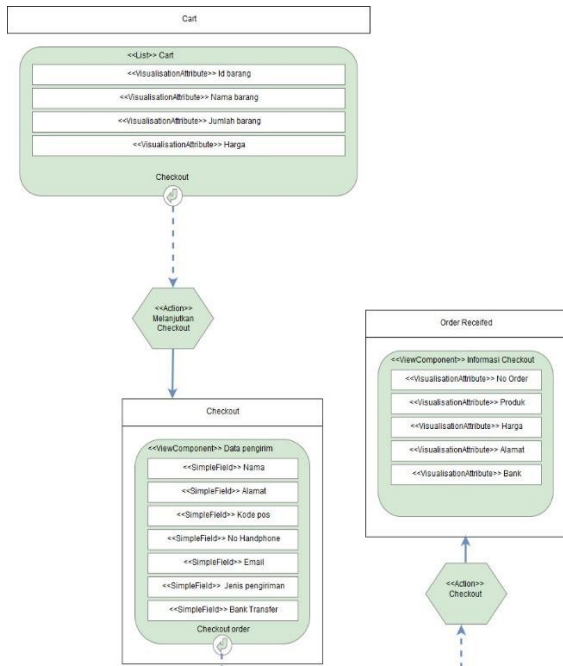 Cart
<<List>> Cart
<<VisualisationAttribute>> Id barang
<<VisualisationAttribute>> Nama barang
<<VisualisationAttribute>> Jumlah barang
<<VisualisationAttribute>> Harga
Checkout
<<Action>>
Melanjutkan
Checkout
Checkout
<<ViewComponent>> Data pengirim
<<SimpleField>> Nama
<<SimpleField>> Alamat
<<SimpleField>> Kode pos
<<SimpleField>> No Handphone
<<SimpleField>> Email
<<SimpleField>> Jenis pengiriman
<<SimpleField>> Bank Transfer
Checkout order
Order Receifed
<<ViewComponent>> Informasi Checkout
<<VisualisationAttribute>> No Order
<<VisualisationAttribute>> Produk
<<VisualisationAttribute>> Harga
<<VisualisationAttribute>> Alamat
<<VisualisationAttribute>> Bank
<<Action>>
Checkout